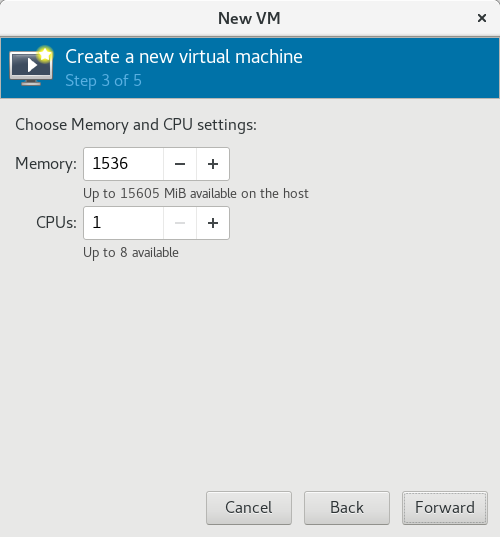 New VM
Create a new virtual machine
Step 3 of 5
Choose Memory and CPU settings:
Memory: 1536 − +
Up to 15605 MiB available on the host
CPUs: 1 − +
Up to 8 available
Cancel Back Forward